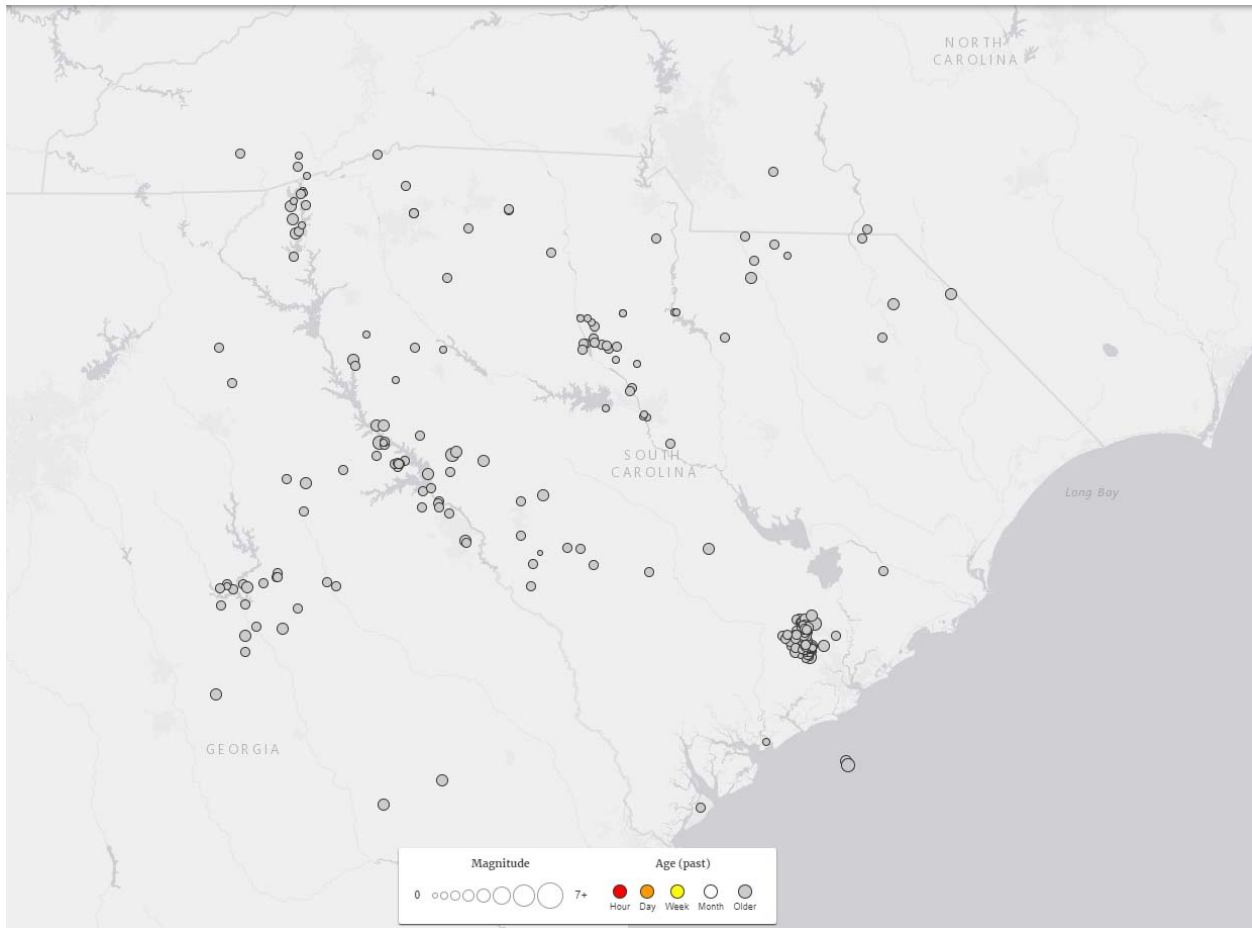 NORTH
CAROLINA
SOUTH
CAROLINA
Long Bay
GEORGIA
Magnitude
0
7+
Age (past)
Hour
Day
Week
Month
Older